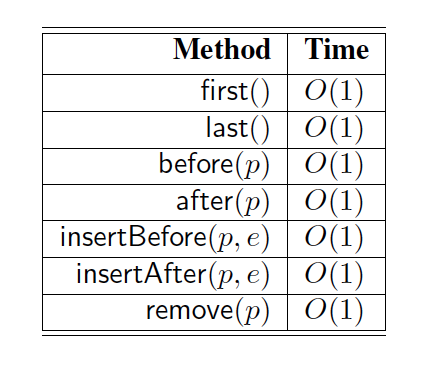 Method Time
first() O(1)
last() O(1)
before(p) O(1)
after(p) O(1)
insertBefore(p, e) O(1)
insertAfter(p, e) O(1)
remove(p) O(1)